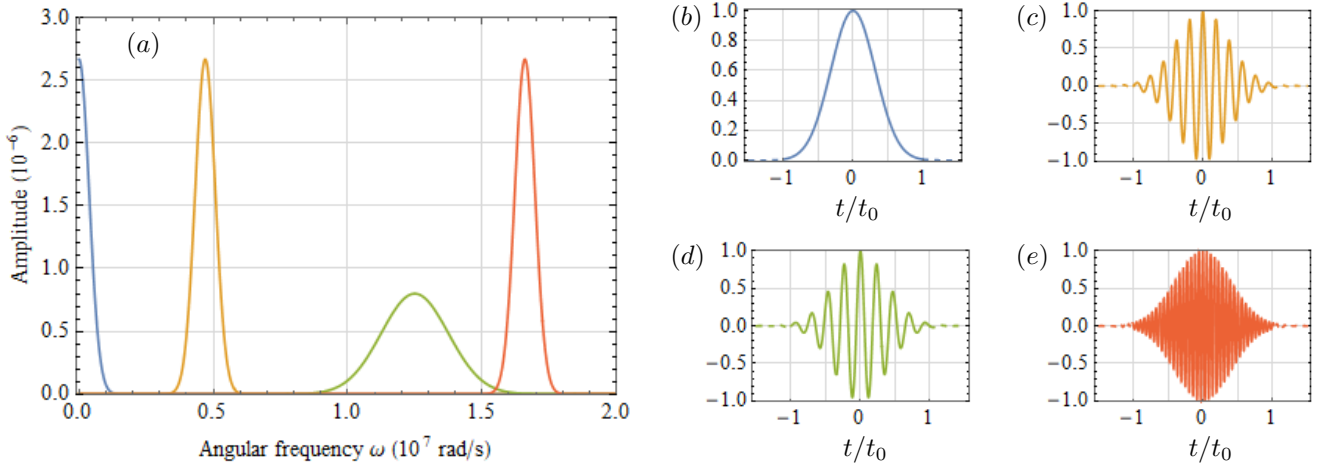 (a)
3.0
2.5
2.0
1.5
1.0
0.5
0.0
Amplitude (10⁻⁶)
0.0 0.5 1.0 1.5 2.0
Angular frequency ω (10⁷ rad/s)
(b)
1.0
0.8
0.6
0.4
0.2
0.0
−1 0 1
t/t₀
(c)
1.0
0.5
0.0
−0.5
−1.0
−1 0 1
t/t₀
(d)
1.0
0.5
0.0
−0.5
−1.0
−1 0 1
t/t₀
(e)
1.0
0.5
0.0
−0.5
−1.0
−1 0 1
t/t₀